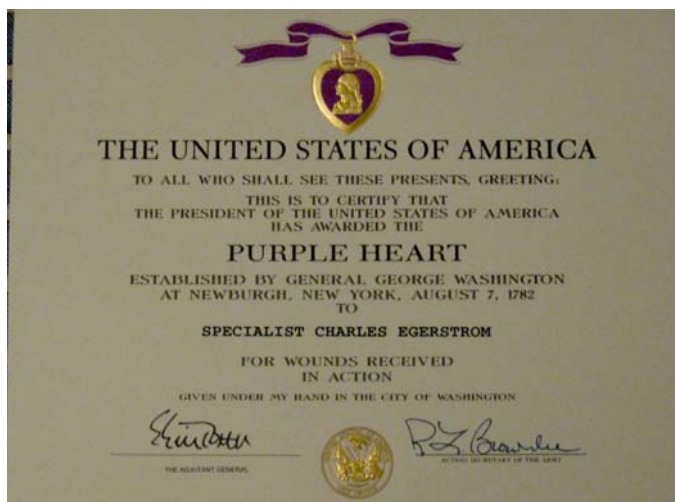 THE UNITED STATES OF AMERICA
TO ALL WHO SHALL SEE THESE PRESENTS, GREETING:
THIS IS TO CERTIFY THAT
THE PRESIDENT OF THE UNITED STATES OF AMERICA
HAS AWARDED THE
PURPLE HEART
ESTABLISHED BY GENERAL GEORGE WASHINGTON
AT NEWBURGH, NEW YORK, AUGUST 7, 1782
TO
SPECIALIST CHARLES EGERSTROM
FOR WOUNDS RECEIVED
IN ACTION
GIVEN UNDER MY HAND IN THE CITY OF WASHINGTON
THE ADJUTANT GENERAL
ACTING SECRETARY OF THE ARMY